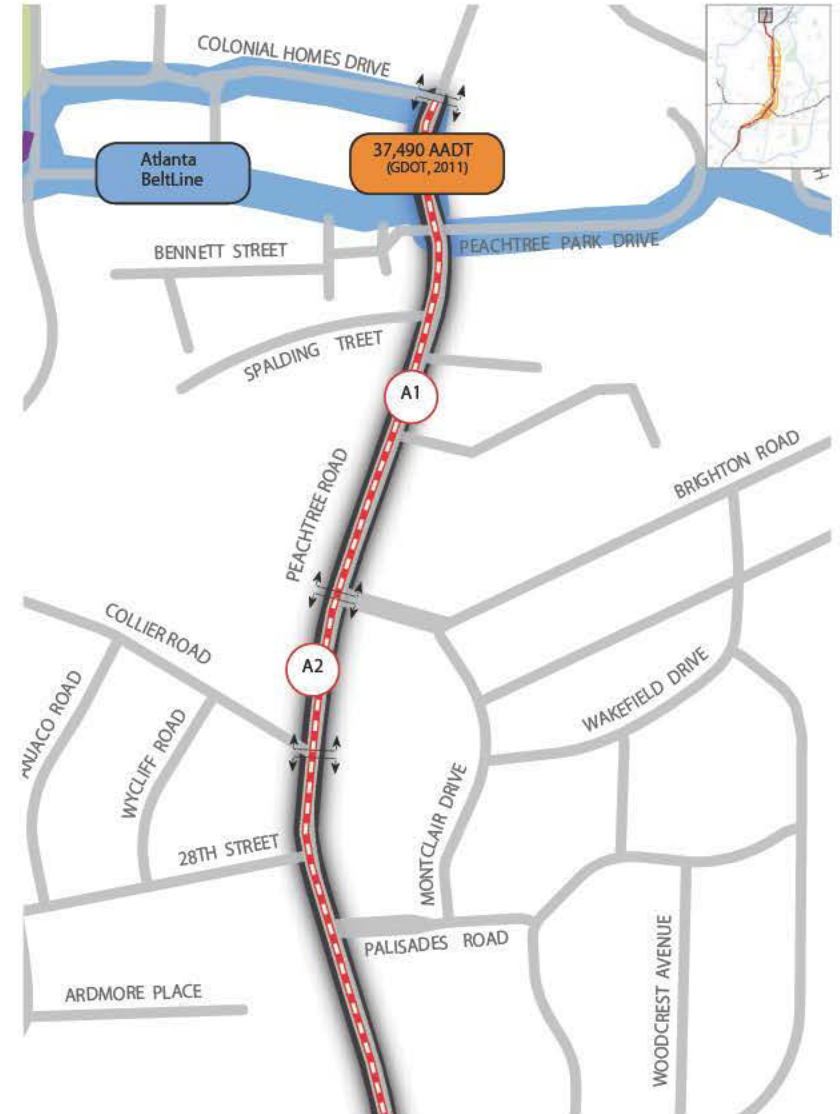 COLONIAL HOMES DRIVE
Atlanta
BeltLine
37,490 AADT
(GDOT, 2011)
PEACHTREE PARK DRIVE
BENNETT STREET
SPALDING TREET
A1
PEACHTREE ROAD
BRIGHTON ROAD
COLLIER ROAD
A2
ANJACO ROAD
WYCLIFF ROAD
WAKEFIELD DRIVE
MONTCLAIR DRIVE
28TH STREET
PALISADES ROAD
ARDMORE PLACE
WOODCREST AVENUE